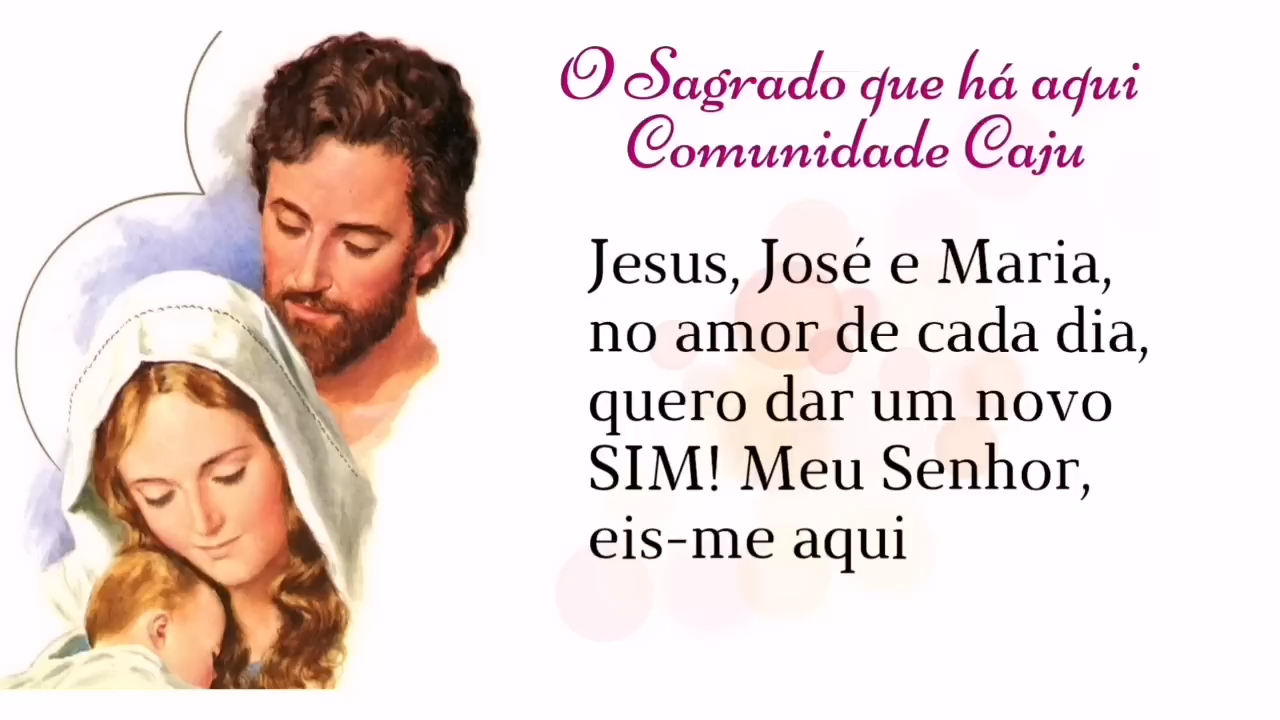 O Sagrado que há aqui
Comunidade Caju
Jesus, José e Maria,
no amor de cada dia,
quero dar um novo
SIM! Meu Senhor,
eis-me aqui